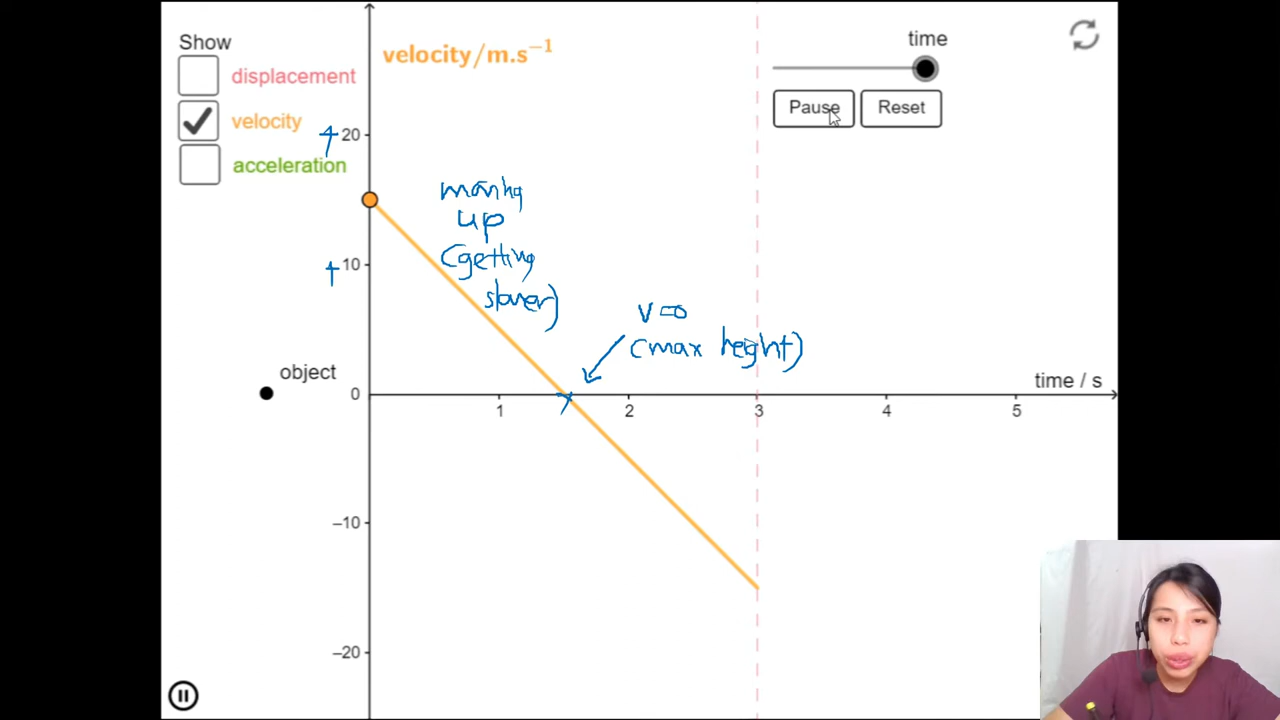 Show
displacement
velocity
acceleration
velocity/m.s⁻¹
time
Pause
Reset
20
10
0
−10
−20
1
2
3
4
5
time / s
object
moving
up
(getting
slower)
v=0
(max height)